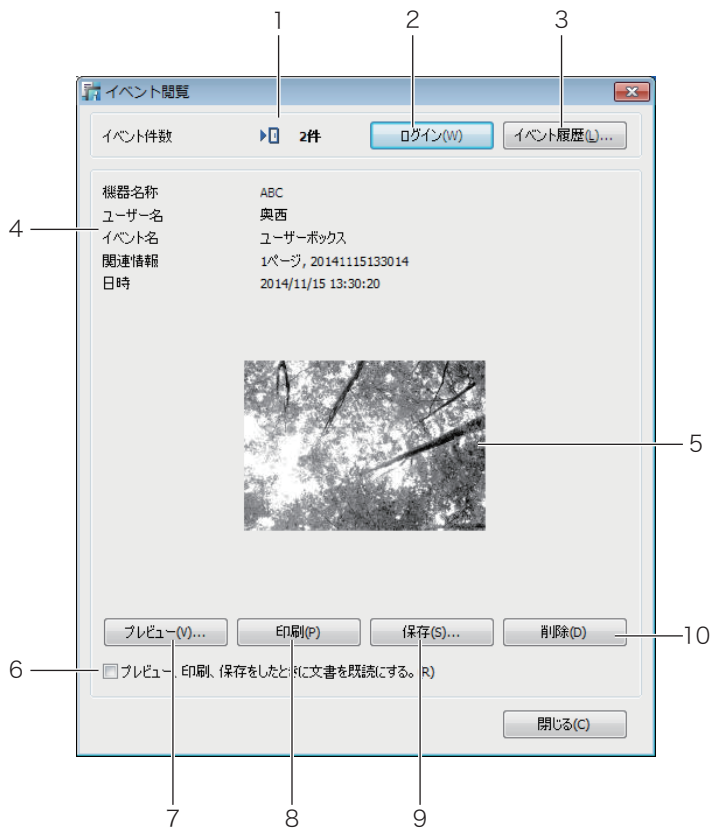 1 2 3
イベント閲覧
イベント件数 2件 ログイン(W) イベント履歴(L)...
機器名称 ABC
4 ユーザー名 奥西
イベント名 ユーザーボックス
関連情報 1ページ, 20141115133014
日時 2014/11/15 13:30:20
5
プレビュー(V)... 印刷(P) 保存(S)... 削除(D) 10
6 プレビュー、印刷、保存をしたときに文書を既読にする。(R)
閉じる(C)
7 8 9